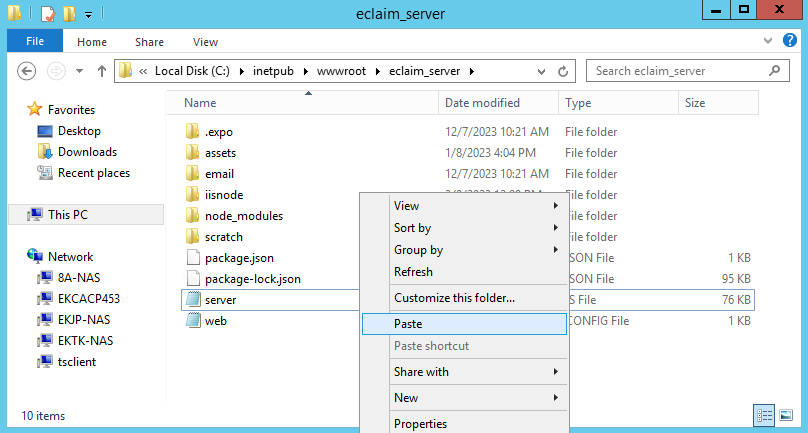 eclaim_server
File Home Share View
« Local Disk (C:) inetpub wwwroot eclaim_server Search eclaim_server
Name Date modified Type Size
Favorites
Desktop
Downloads
Recent places
This PC
Network
8A-NAS
EKCACP453
EKJP-NAS
EKTK-NAS
tsclient
.expo 12/7/2023 10:21 AM File folder
assets 1/8/2023 4:04 PM File folder
email 12/7/2023 10:21 AM File folder
iisnode File folder
node_modules File folder
scratch File folder
package.json SON File 1 KB
package-lock.json SON File 95 KB
server S File 76 KB
web CONFIG File 1 KB
View
Sort by
Group by
Refresh
Customize this folder...
Paste
Paste shortcut
Share with
New
Properties
10 items